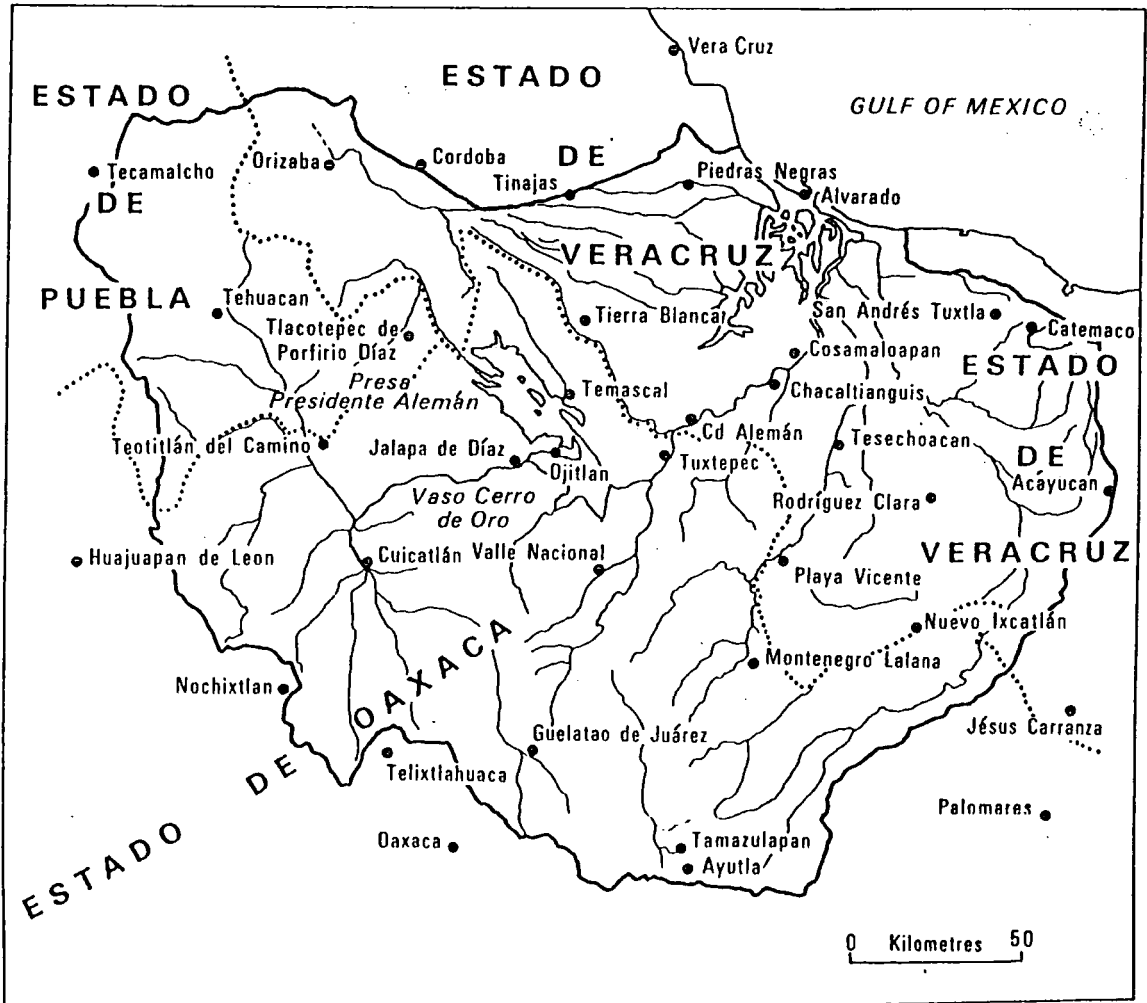 Vera Cruz
ESTADO
ESTADO
GULF OF MEXICO
Tecamalcho
Orizaba
Cordoba
DE
Tinajas
Piedras Negras
Alvarado
DE
VERACRUZ
PUEBLA
Tehuacan
Tlacotepec de
Porfirio Díaz
Tierra Blanca
San Andrés Tuxtla
Catemaco
Cosamaloapan
ESTADO
Presa
Presidente Alemán
Temascal
Chacaltianguis
Teotitlán del Camino
Jalapa de Díaz
Ojitlan
Cd Alemán
Tuxtepec
Tesechoacan
DE
Acayucan
Vaso Cerro
de Oro
Rodríguez Clara
Huajuapan de Leon
Cuicatlán
Valle Nacional
Playa Vicente
VERACRUZ
Nuevo Ixcatlán
Montenegro Lalana
Nochixtlan
Guelatao de Juárez
Jésus Carranza
Telixtlahuaca
ESTADO DE OAXACA
Palomares
Oaxaca
Tamazulapan
Ayutla
0 Kilometres 50